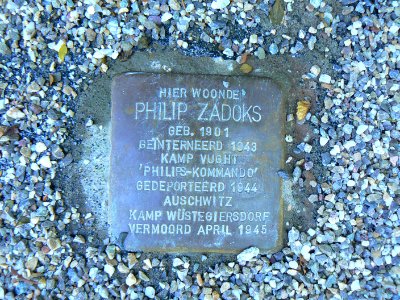 HIER WOONDE
PHILIP ZADOKS
GEB. 1901
GEÏNTERNEERD 1943
KAMP VUGHT
'PHILIPS-KOMMANDO'
GEDEPORTEERD 1944
AUSCHWITZ
KAMP WÜSTEGIERSDORF
VERMOORD APRIL 1945